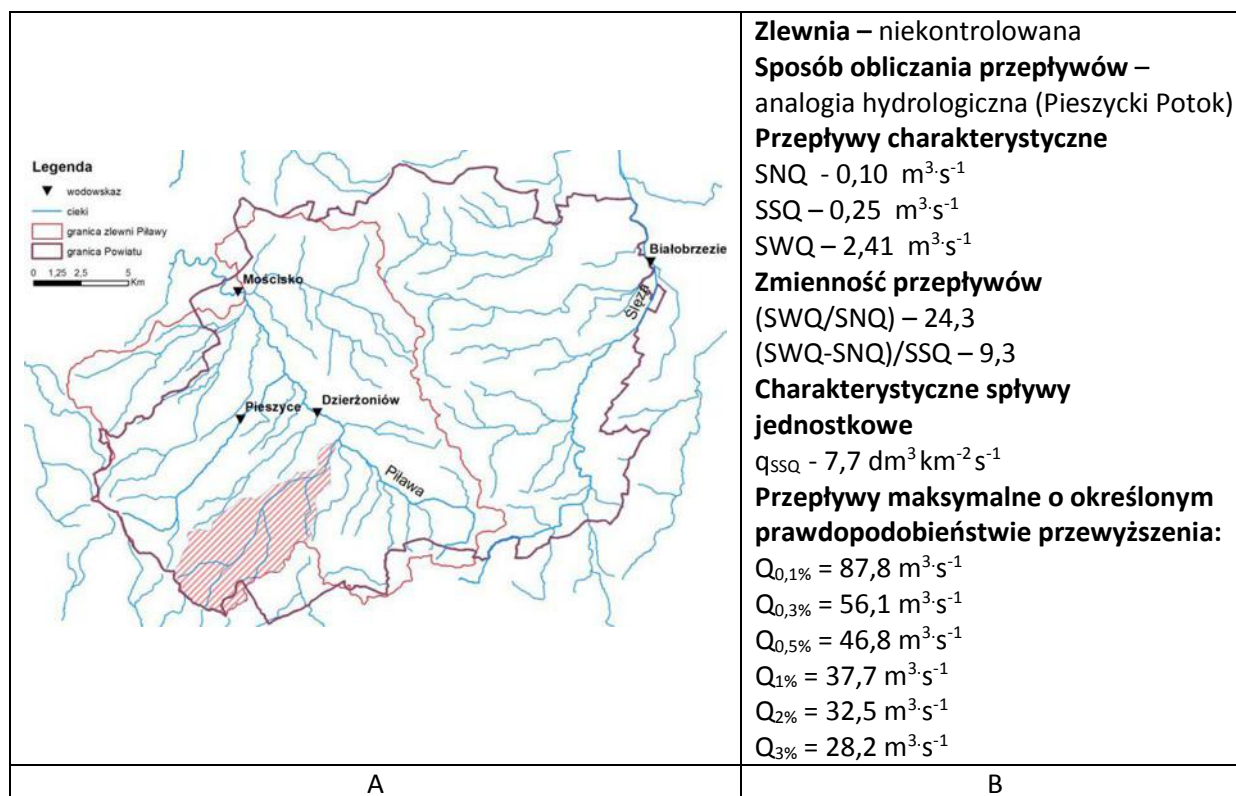 Legenda
wodowskaz
cieki
granica zlewni Piławy
granica Powiatu
0 1,25 2,5 5
Km
Mościsko
Białobrzezie
Ślęza
Pieszyce
Dzierżoniów
Piława
A
Zlewnia – niekontrolowana
Sposób obliczania przepływów –
analogia hydrologiczna (Pieszycki Potok)
Przepływy charakterystyczne
SNQ - 0,10 m³·s⁻¹
SSQ – 0,25 m³·s⁻¹
SWQ – 2,41 m³·s⁻¹
Zmienność przepływów
(SWQ/SNQ) – 24,3
(SWQ-SNQ)/SSQ – 9,3
Charakterystyczne spływy
jednostkowe
qSSQ - 7,7 dm³ km⁻² s⁻¹
Przepływy maksymalne o określonym
prawdopodobieństwie przewyższenia:
Q0,1% = 87,8 m³·s⁻¹
Q0,3% = 56,1 m³·s⁻¹
Q0,5% = 46,8 m³·s⁻¹
Q1% = 37,7 m³·s⁻¹
Q2% = 32,5 m³·s⁻¹
Q3% = 28,2 m³·s⁻¹
B